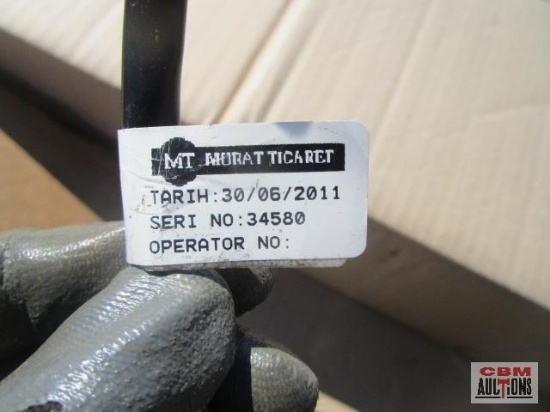 MT MURAT TICARET
TARIH:30/06/2011
SERI NO:34580
OPERATOR NO:
CBM
AUCTIONS